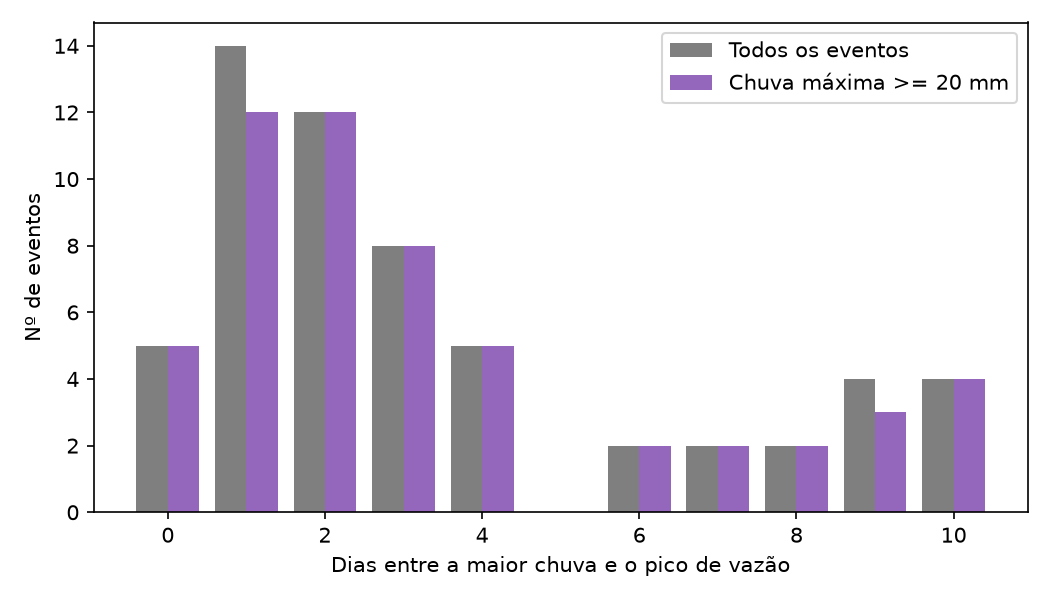 Todos os eventos
Chuva máxima >= 20 mm
14
12
10
8
6
4
2
0
Nº de eventos
0 2 4 6 8 10
Dias entre a maior chuva e o pico de vazão